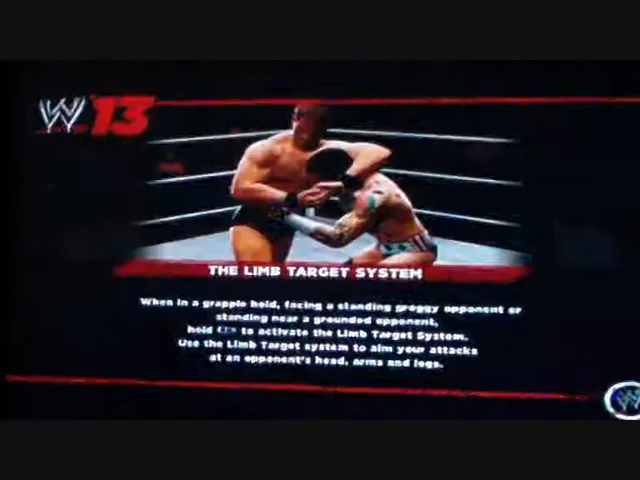 WWE '13
THE LIMB TARGET SYSTEM
When in a grapple hold, facing a standing groggy opponent or
standing near a grounded opponent,
hold to activate the Limb Target System.
Use the Limb Target system to aim your attacks
at an opponent's head, arms and legs.